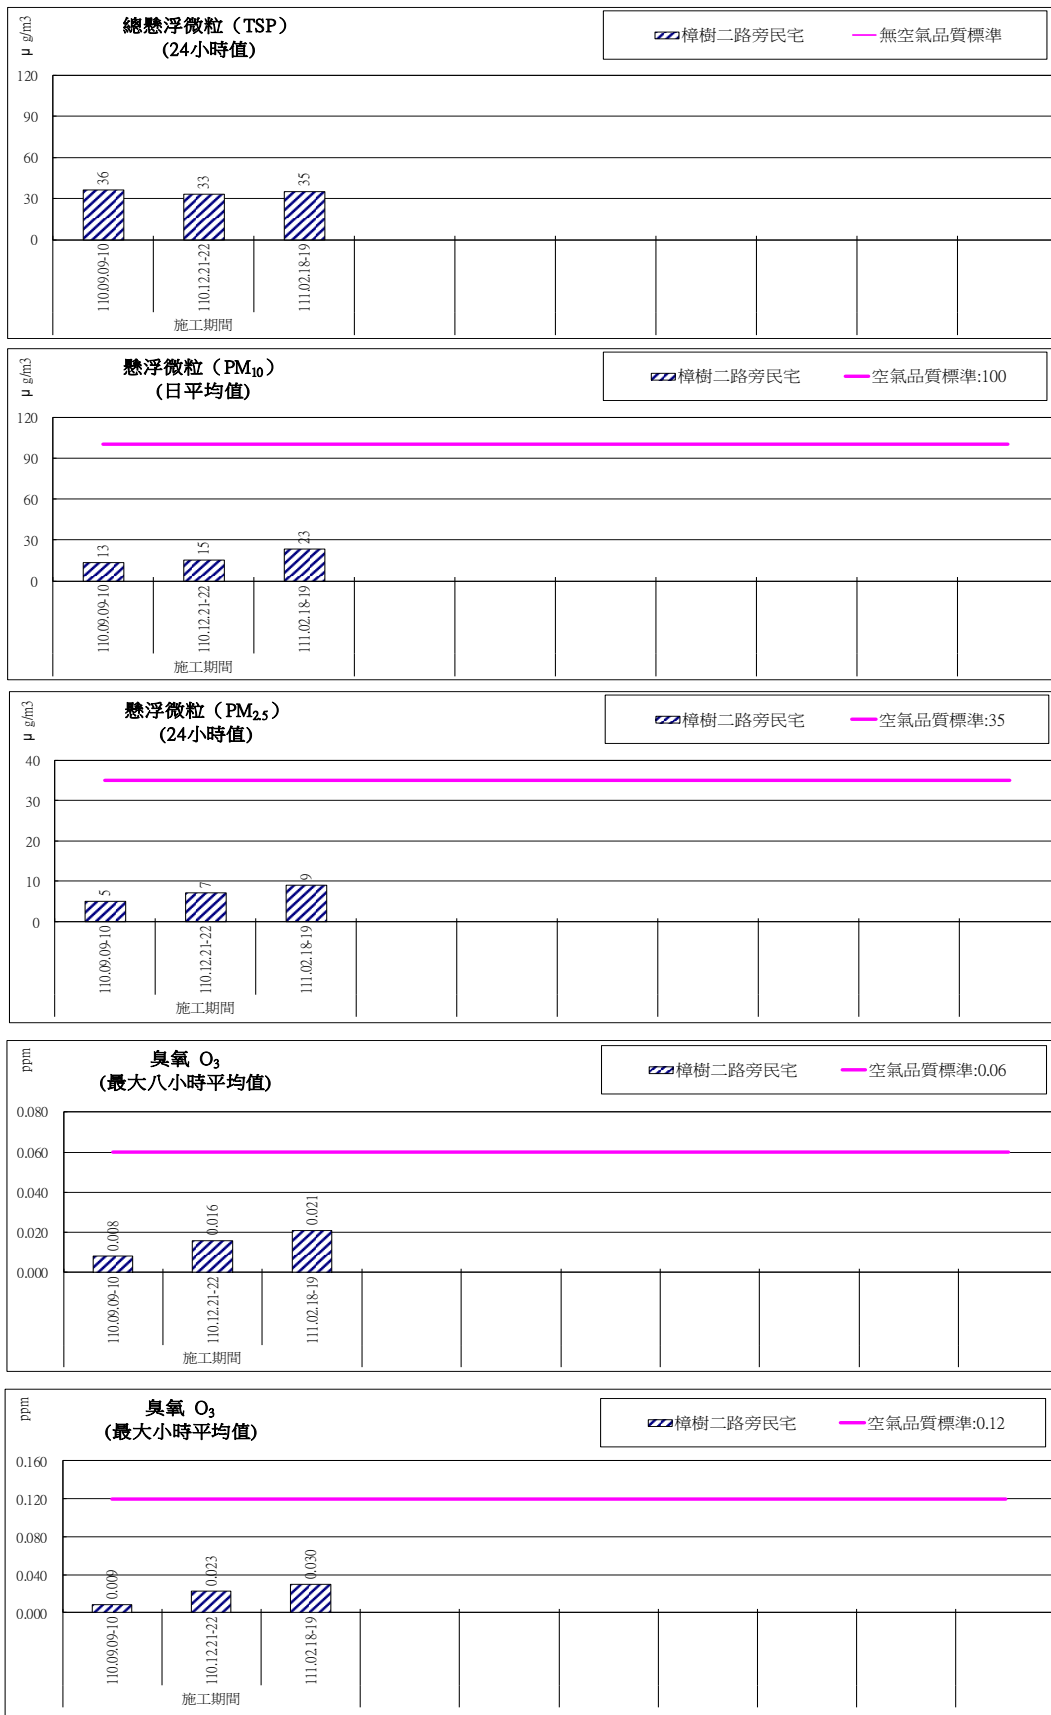 μ g/m3
總懸浮微粒（TSP）
(24小時值)
樟樹二路旁民宅 無空氣品質標準
120
90
60
30
0
36
33
35
110.09.09-10
110.12.21-22
111.02.18-19
施工期間
μ g/m3
懸浮微粒（PM10）
(日平均值)
樟樹二路旁民宅 空氣品質標準:100
120
90
60
30
0
13
15
23
110.09.09-10
110.12.21-22
111.02.18-19
施工期間
μ g/m3
懸浮微粒（PM2.5）
(24小時值)
樟樹二路旁民宅 空氣品質標準:35
40
30
20
10
0
5
7
9
110.09.09-10
110.12.21-22
111.02.18-19
施工期間
ppm
臭氧 O3
(最大八小時平均值)
樟樹二路旁民宅 空氣品質標準:0.06
0.080
0.060
0.040
0.020
0.000
0.008
0.016
0.021
110.09.09-10
110.12.21-22
111.02.18-19
施工期間
ppm
臭氧 O3
(最大小時平均值)
樟樹二路旁民宅 空氣品質標準:0.12
0.160
0.120
0.080
0.040
0.000
0.009
0.023
0.030
110.09.09-10
110.12.21-22
111.02.18-19
施工期間